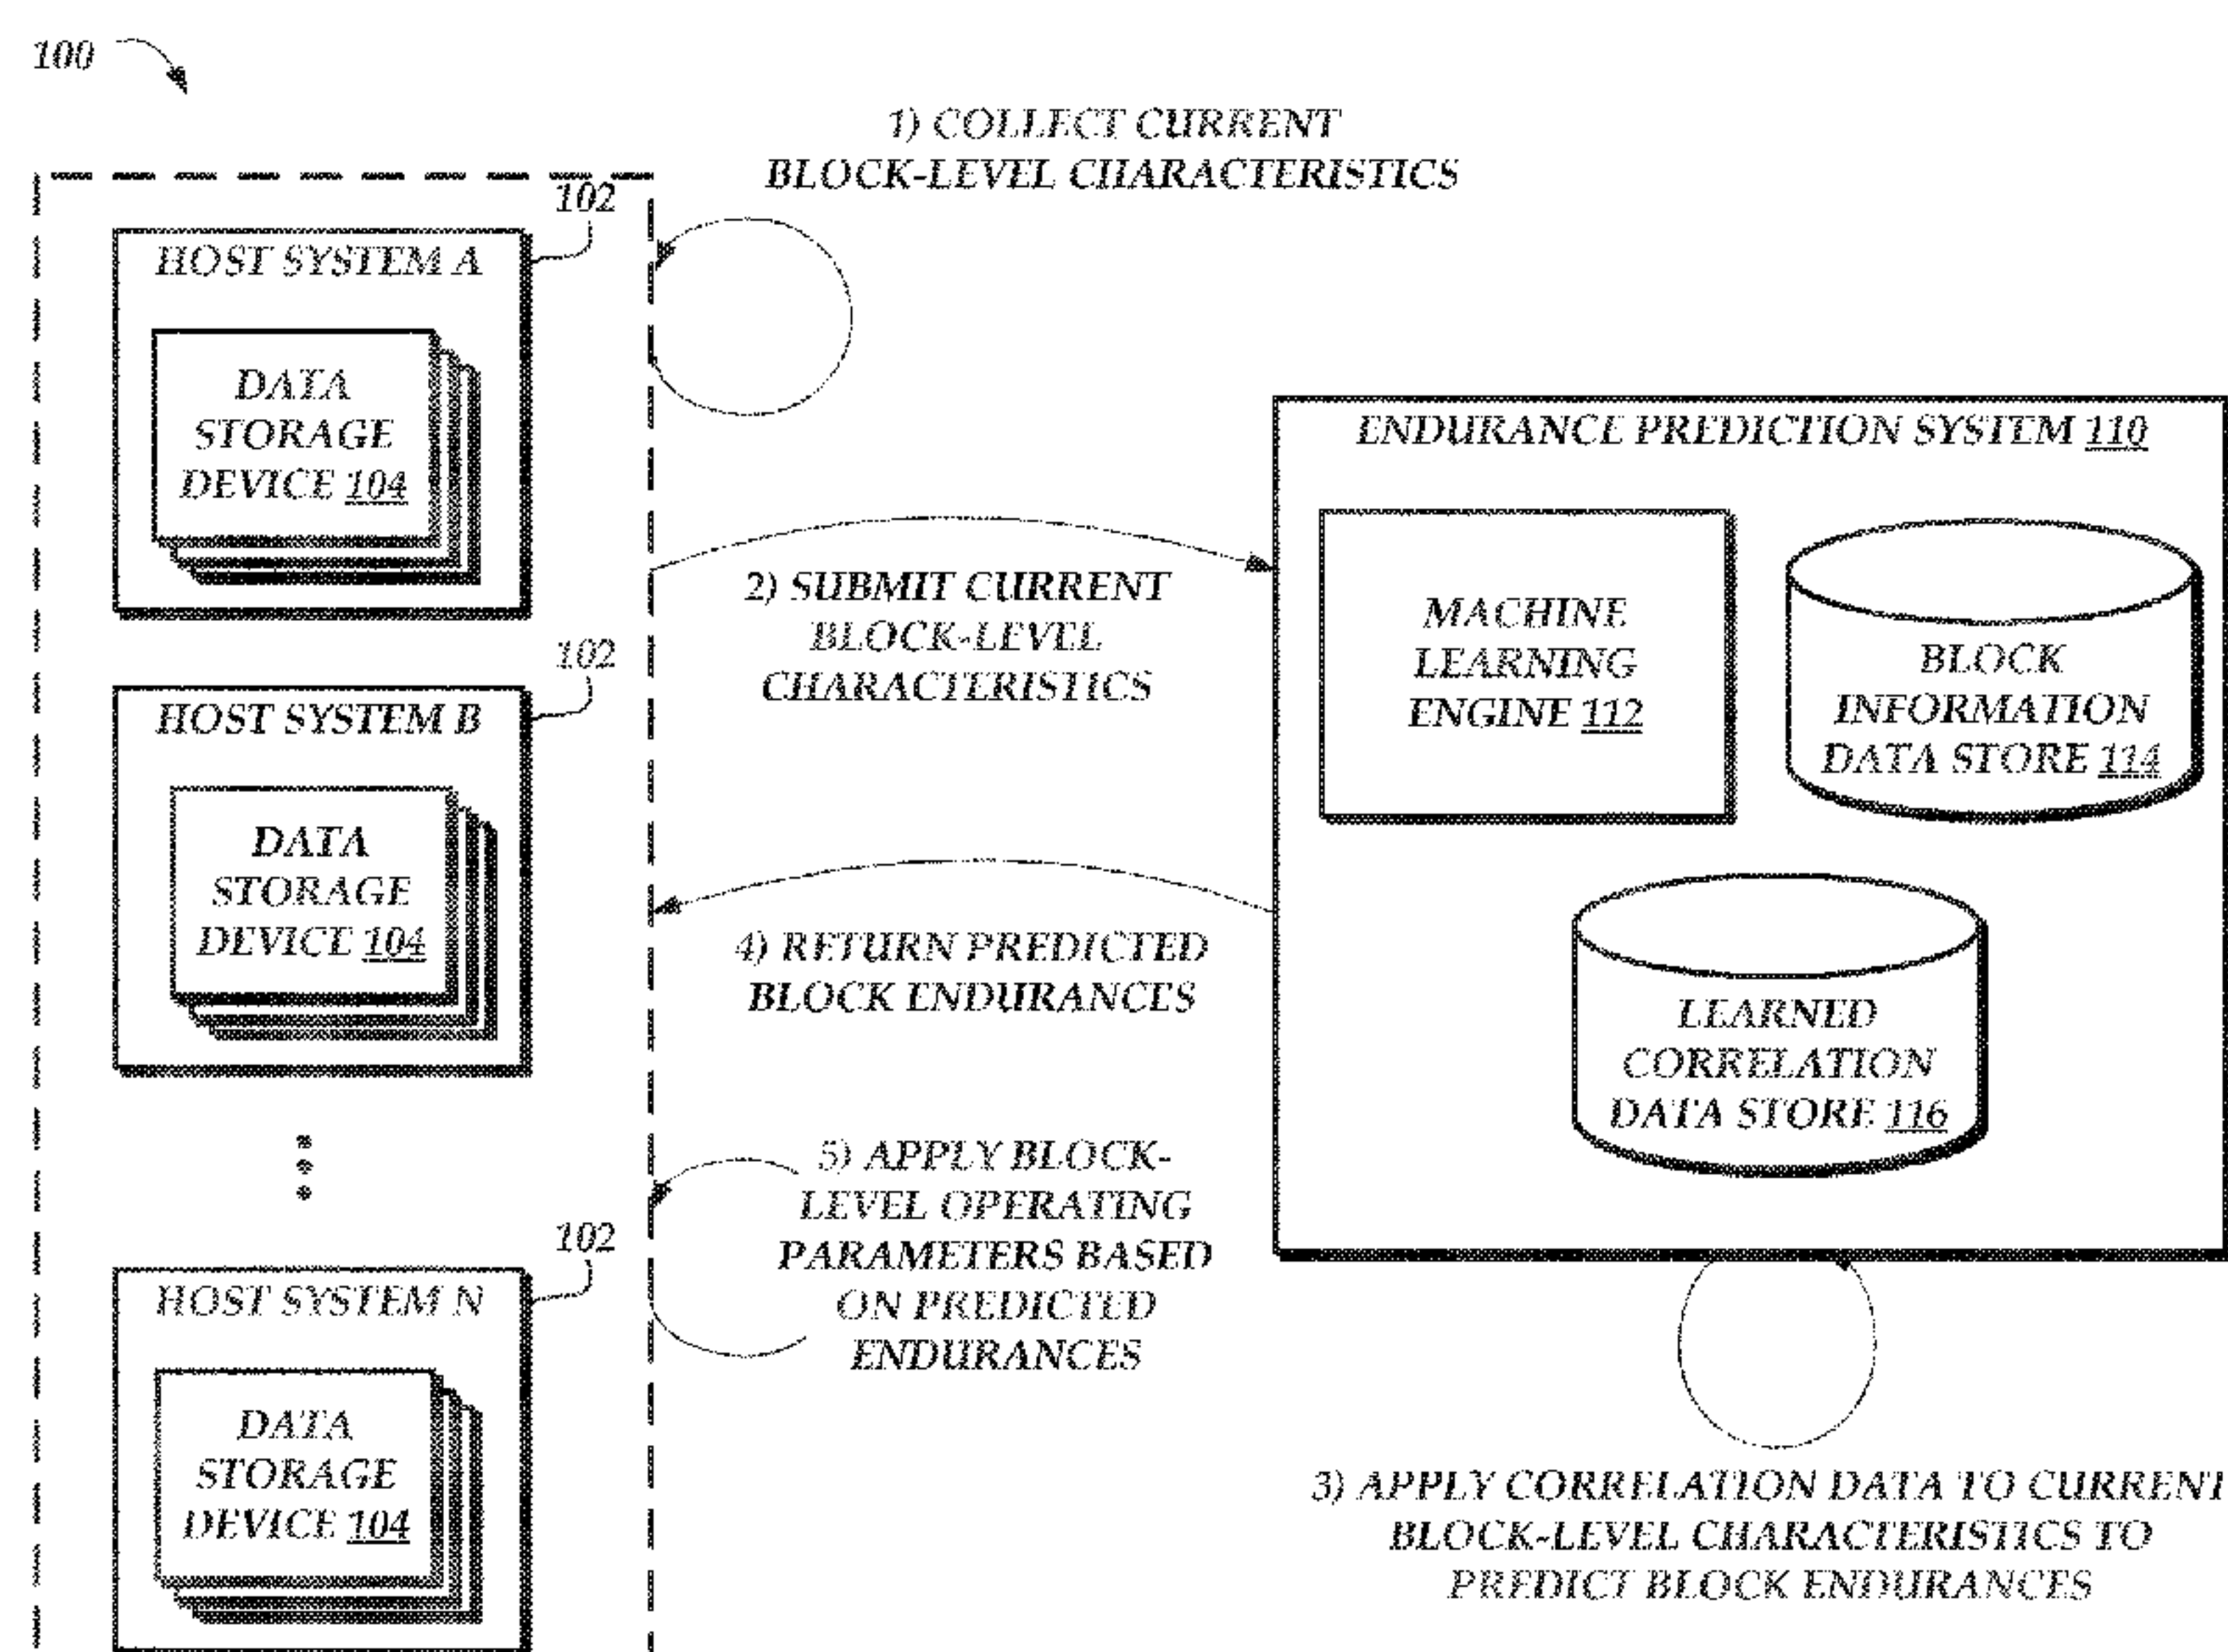 100
1) COLLECT CURRENT
BLOCK-LEVEL CHARACTERISTICS
102
HOST SYSTEM A
DATA
STORAGE
DEVICE 104
2) SUBMIT CURRENT
BLOCK-LEVEL
CHARACTERISTICS
ENDURANCE PREDICTION SYSTEM 110
MACHINE
LEARNING
ENGINE 112
BLOCK
INFORMATION
DATA STORE 114
102
HOST SYSTEM B
DATA
STORAGE
DEVICE 104
4) RETURN PREDICTED
BLOCK ENDURANCES
LEARNED
CORRELATION
DATA STORE 116
5) APPLY BLOCK-
LEVEL OPERATING
PARAMETERS BASED
ON PREDICTED
ENDURANCES
102
HOST SYSTEM N
DATA
STORAGE
DEVICE 104
3) APPLY CORRELATION DATA TO CURRENT
BLOCK-LEVEL CHARACTERISTICS TO
PREDICT BLOCK ENDURANCES